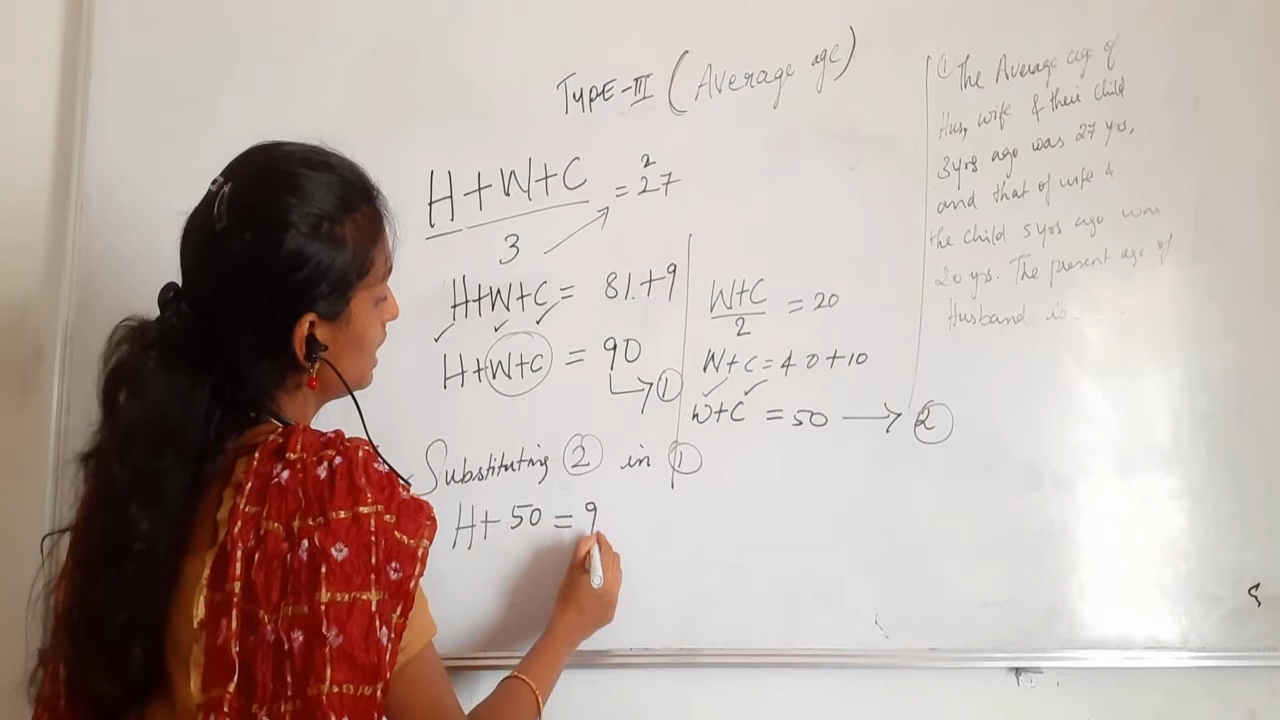 TYPE-III (Average age)
H+W+C
3
= 27
2
H+W+C = 81+9
H+W+C = 90
①
W+C
2
= 20
W+C = 40+10
W+C = 50 → ②
Substituting ② in ①
H+ 50 = 9
① The Average age of
Hus, wife & their child
3yrs ago was 27 yrs,
and that of wife &
the child 5yrs ago was
20 yrs. The present age of
Husband is